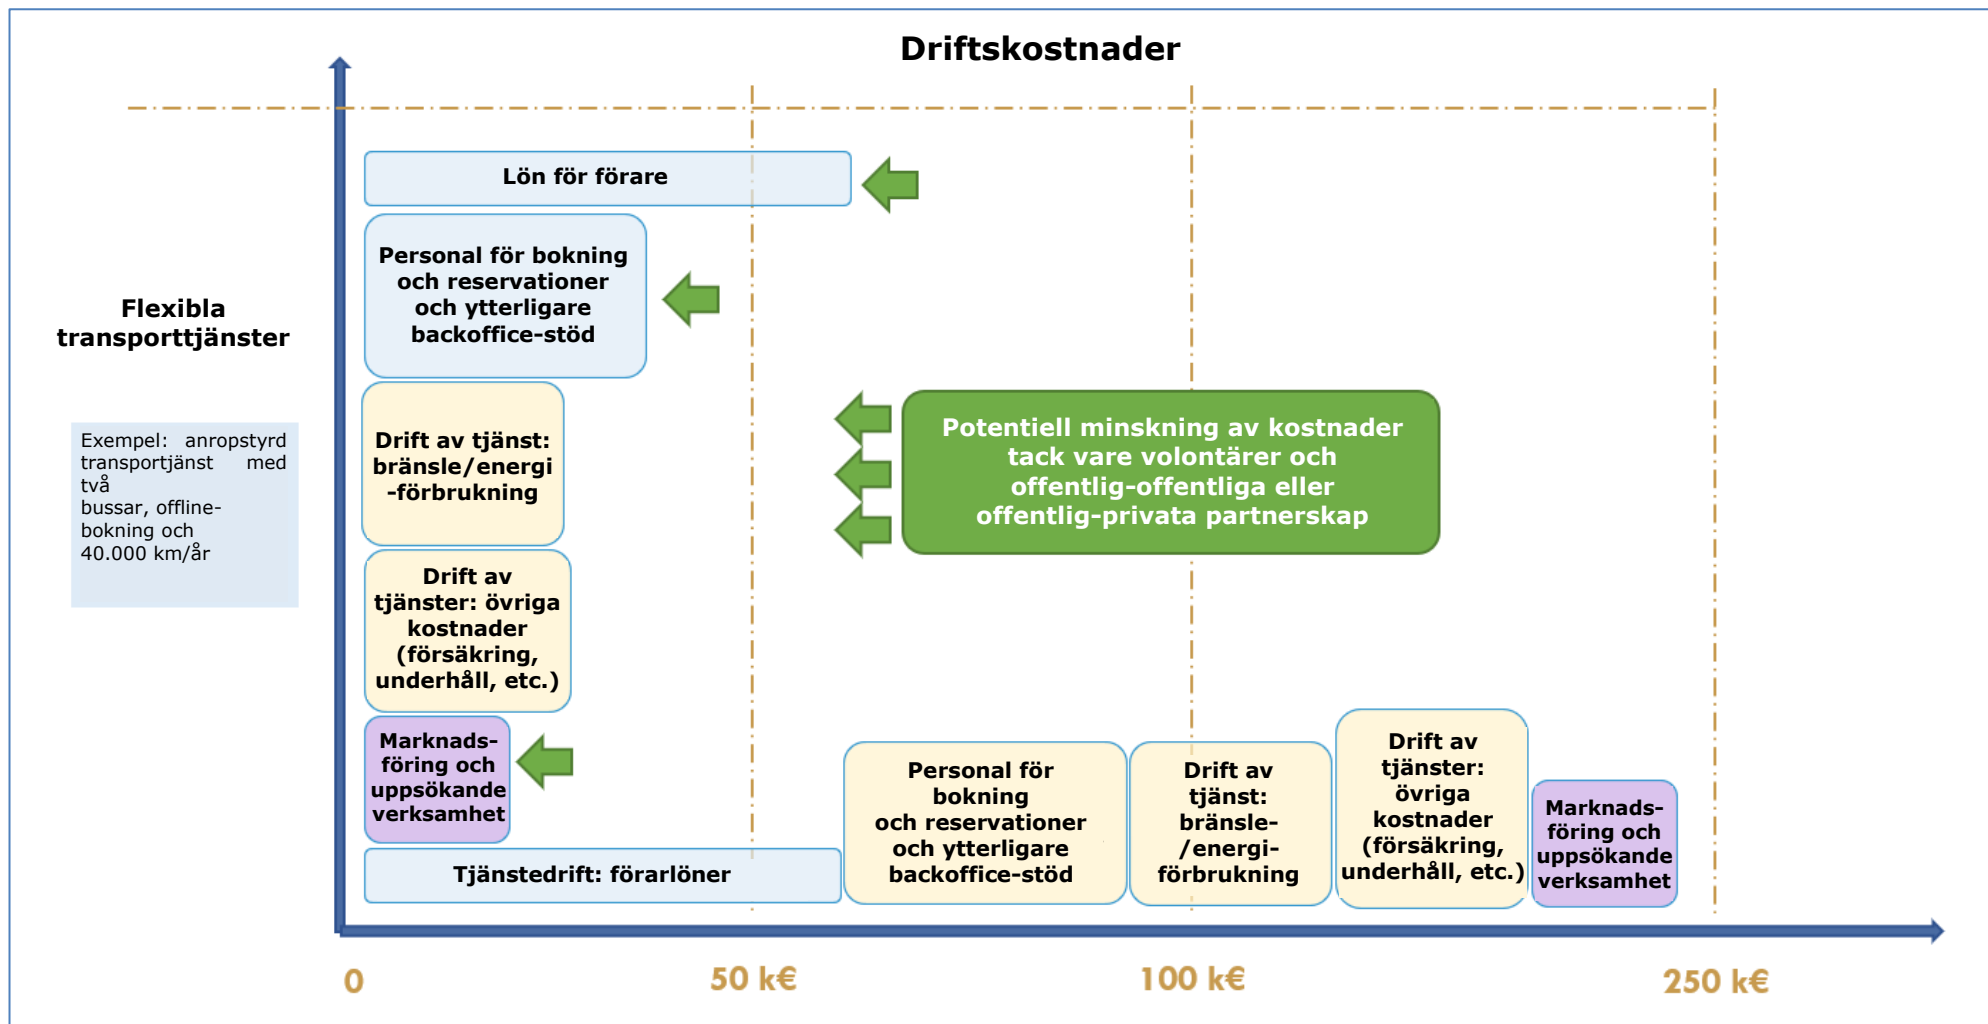 Driftskostnader
Lön för förare
Personal för bokning
och reservationer
och ytterligare
backoffice-stöd
Flexibla
transporttjänster
Exempel: anropstyrd
transportjänst med
två
bussar, offline-
bokning och
40.000 km/år
Drift av tjänst:
bränsle/energi
-förbrukning
Potentiell minskning av kostnader
tack vare volontärer och
offentlig-offentliga eller
offentlig-privata partnerskap
Drift av
tjänster: övriga
kostnader
(försäkring,
underhåll, etc.)
Marknads-
föring och
uppsökande
verksamhet
Tjänstedrift: förarlöner
Personal för
bokning
och reservationer
och ytterligare
backoffice-stöd
Drift av
tjänst:
bränsle-
/energi-
förbrukning
Drift av
tjänster:
övriga
kostnader
(försäkring,
underhåll, etc.)
Marknads-
föring och
uppsökande
verksamhet
0
50 k€
100 k€
250 k€